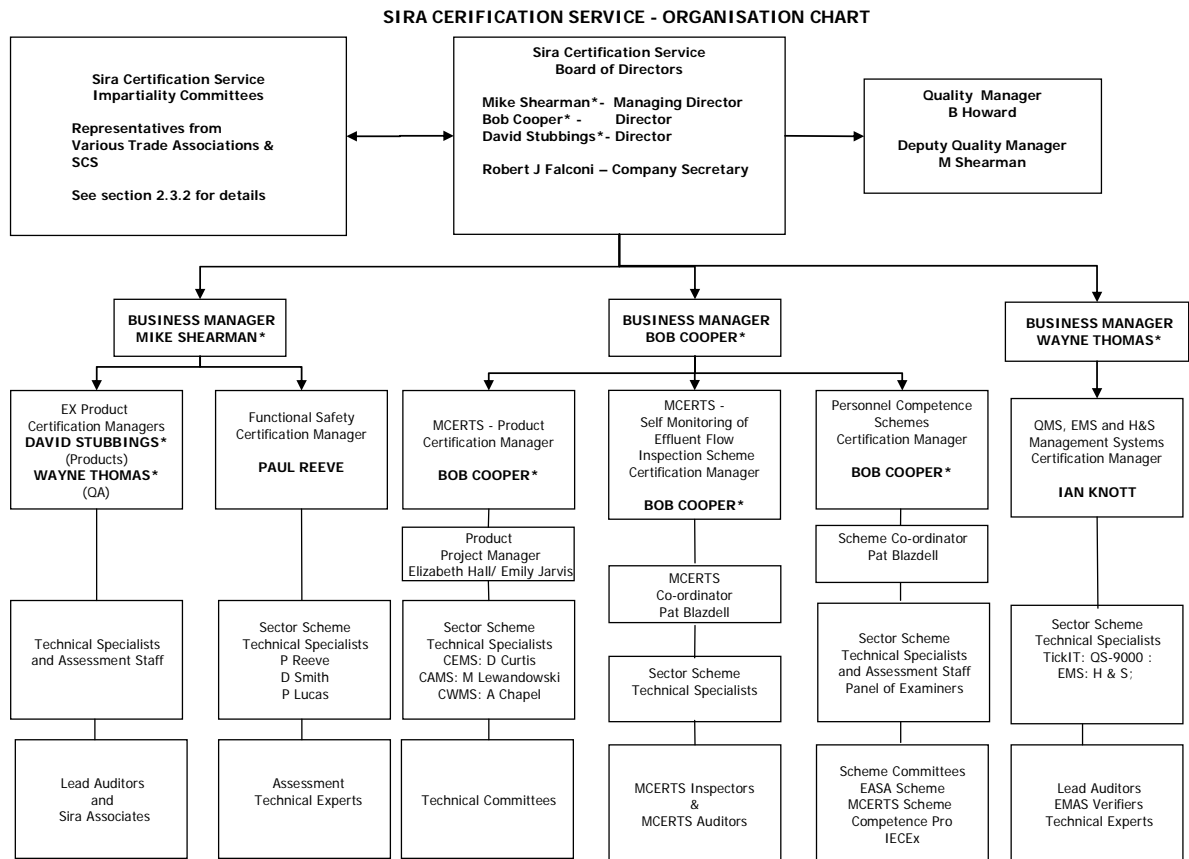 SIRA CERIFICATION SERVICE - ORGANISATION CHART
Sira Certification Service
Impartiality Committees
Representatives from
Various Trade Associations &
SCS
See section 2.3.2 for details
Sira Certification Service
Board of Directors
Mike Shearman*- Managing Director
Bob Cooper* - Director
David Stubbings*- Director
Robert J Falconi – Company Secretary
Quality Manager
B Howard
Deputy Quality Manager
M Shearman
BUSINESS MANAGER
MIKE SHEARMAN*
BUSINESS MANAGER
BOB COOPER*
BUSINESS MANAGER
WAYNE THOMAS*
EX Product
Certification Managers
DAVID STUBBINGS*
(Products)
WAYNE THOMAS*
(QA)
Functional Safety
Certification Manager
PAUL REEVE
MCERTS - Product
Certification Manager
BOB COOPER*
MCERTS -
Self Monitoring of
Effluent Flow
Inspection Scheme
Certification Manager
BOB COOPER*
Personnel Competence
Schemes
Certification Manager
BOB COOPER*
QMS, EMS and H&S
Management Systems
Certification Manager
IAN KNOTT
Product
Project Manager
Elizabeth Hall/ Emily Jarvis
MCERTS
Co-ordinator
Pat Blazdell
Scheme Co-ordinator
Pat Blazdell
Technical Specialists
and Assessment Staff
Sector Scheme
Technical Specialists
P Reeve
D Smith
P Lucas
Sector Scheme
Technical Specialists
CEMS: D Curtis
CAMS: M Lewandowski
CWMS: A Chapel
Sector Scheme
Technical Specialists
Sector Scheme
Technical Specialists
and Assessment Staff
Panel of Examiners
Sector Scheme
Technical Specialists
TickIT: QS-9000 :
EMS: H & S;
Lead Auditors
and
Sira Associates
Assessment
Technical Experts
Technical Committees
MCERTS Inspectors
&
MCERTS Auditors
Scheme Committees
EASA Scheme
MCERTS Scheme
Competence Pro
IECEx
Lead Auditors
EMAS Verifiers
Technical Experts